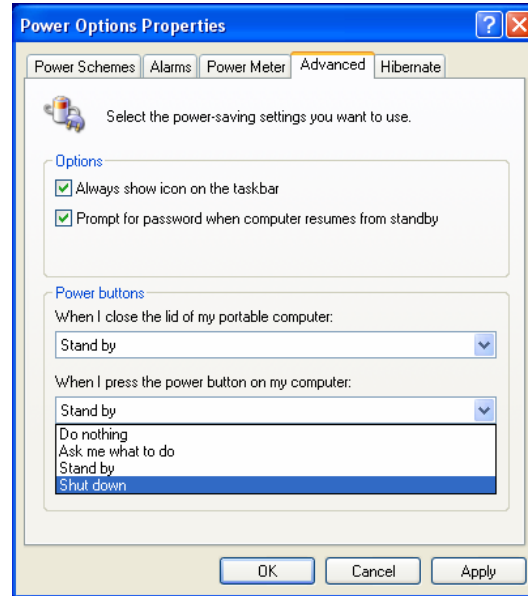 Power Options Properties
Power Schemes Alarms Power Meter Advanced Hibernate
Select the power-saving settings you want to use.
Options
Always show icon on the taskbar
Prompt for password when computer resumes from standby
Power buttons
When I close the lid of my portable computer:
Stand by
When I press the power button on my computer:
Stand by
Do nothing
Ask me what to do
Stand by
Shut down
OK Cancel Apply